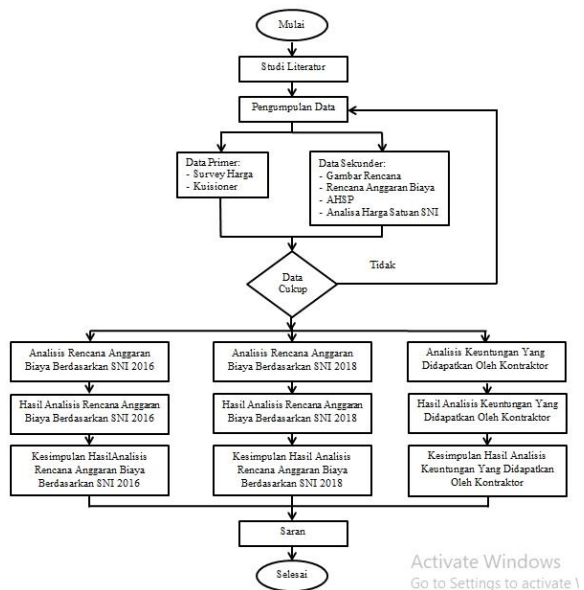 Mulai
Studi Literatur
Pengumpulan Data
Data Primer:
- Survey Harga
- Kuisioner
Data Sekunder:
- Gambar Rencana
- Rencana Anggaran Biaya
- AHSP
- Analisa Harga Satuan SNI
Data
Cukup
Tidak
Analisis Rencana Anggaran
Biaya Berdasarkan SNI 2016
Analisis Rencana Anggaran
Biaya Berdasarkan SNI 2018
Analisis Keuntungan Yang
Didapatkan Oleh Kontraktor
Hasil Analisis Rencana Anggaran
Biaya Berdasarkan SNI 2016
Hasil Analisis Rencana Anggaran
Biaya Berdasarkan SNI 2018
Hasil Analisis Keuntungan Yang
Didapatkan Oleh Kontraktor
Kesimpulan HasilAnalisis
Rencana Anggaran Biaya
Berdasarkan SNI 2016
Kesimpulan Hasil Analisis
Rencana Anggaran Biaya
Berdasarkan SNI 2018
Kesimpulan Hasil Analisis
Keuntungan Yang Didapatkan
Oleh Kontraktor
Saran
Selesai
Activate Windows
Go to Settings to activate